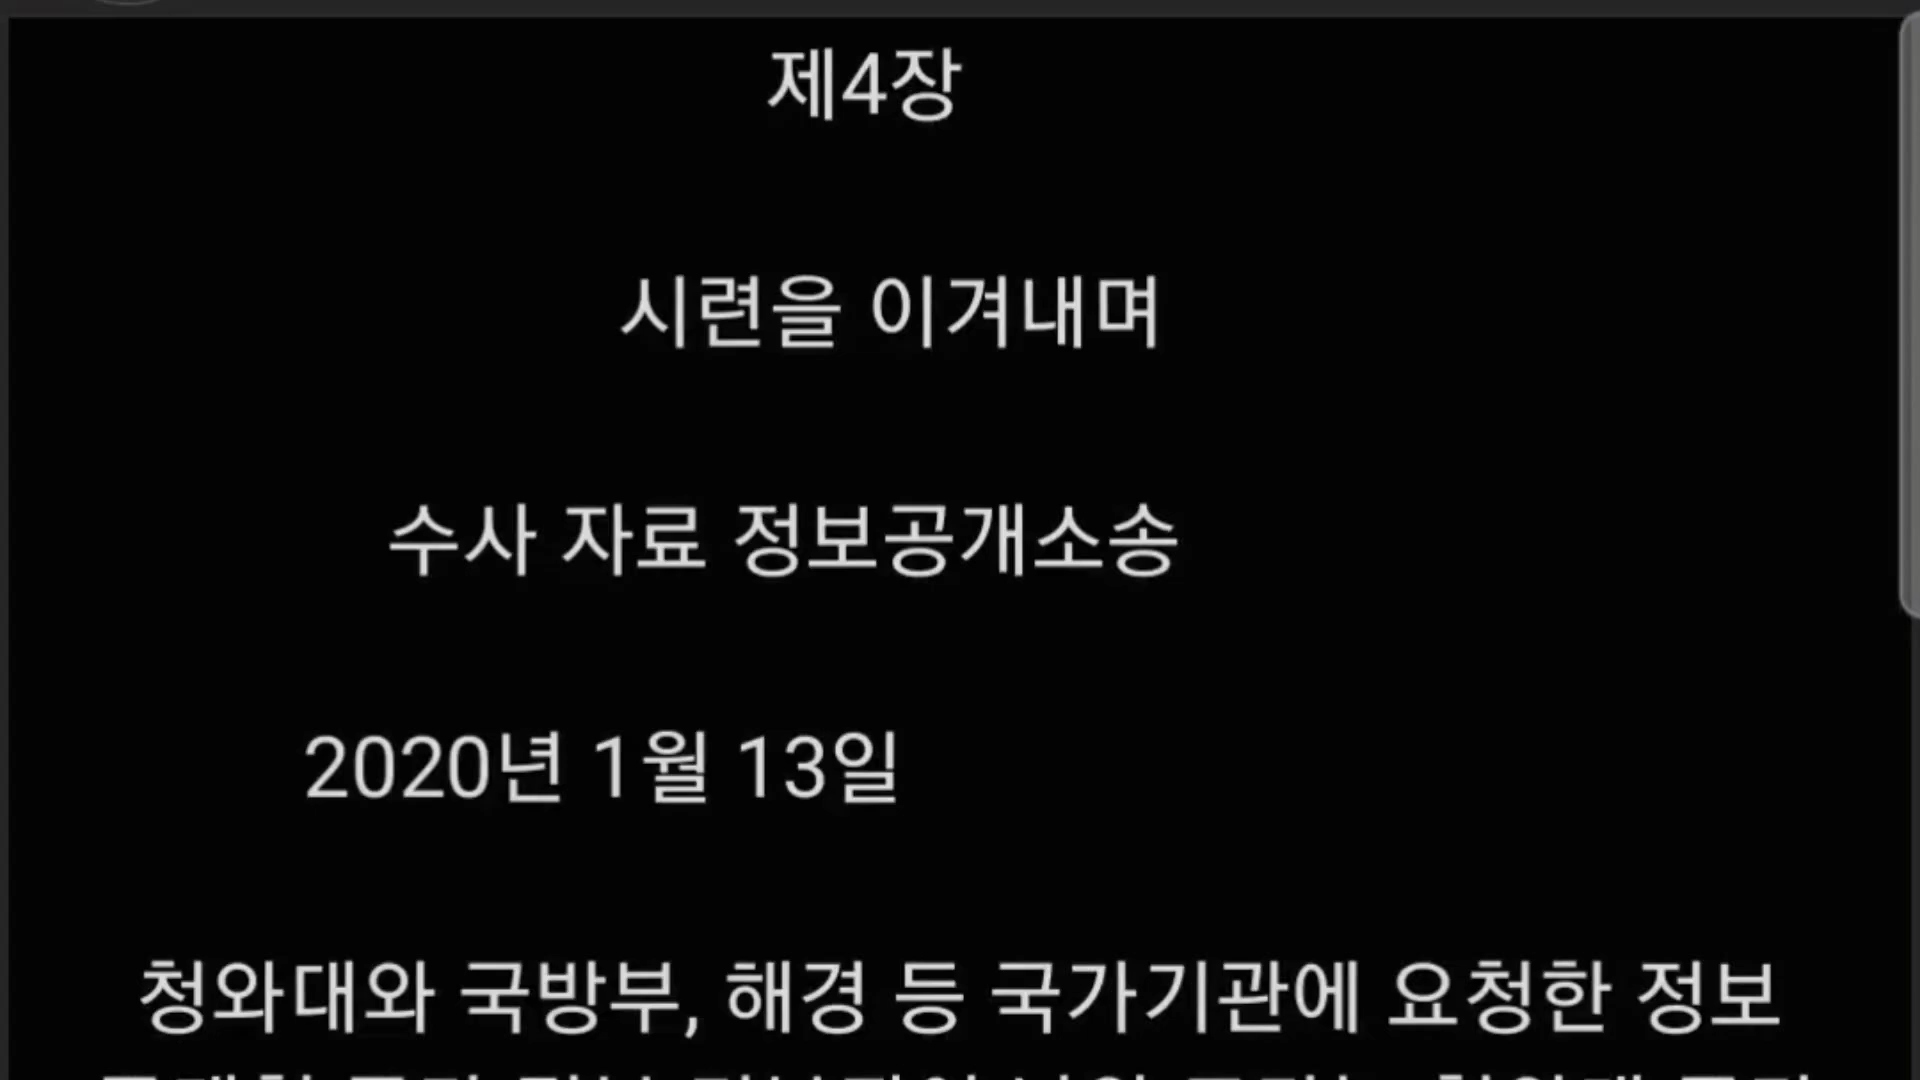 제4장
시련을 이겨내며
수사 자료 정보공개소송
2020년 1월 13일
청와대와 국방부, 해경 등 국가기관에 요청한 정보